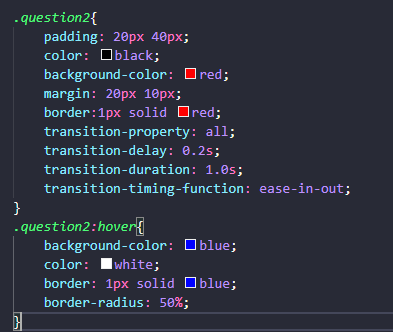 .question2{
    padding: 20px 40px;
    color: black;
    background-color: red;
    margin: 20px 10px;
    border:1px solid red;
    transition-property: all;
    transition-delay: 0.2s;
    transition-duration: 1.0s;
    transition-timing-function: ease-in-out;
}
.question2:hover{
    background-color: blue;
    color: white;
    border: 1px solid blue;
    border-radius: 50%;
}